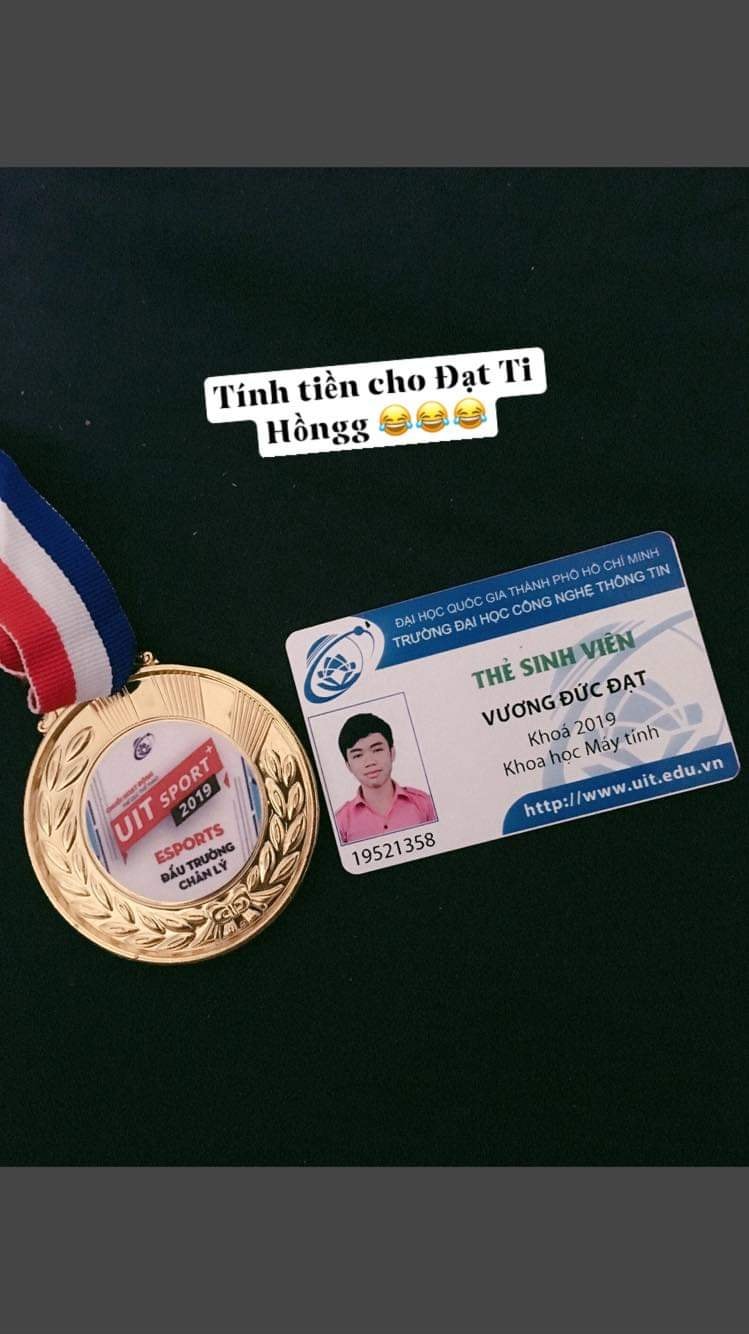 Tính tiền cho Đạt Ti
Hồngg 😂😂😂
ĐẠI HỌC QUỐC GIA THÀNH PHỐ HỒ CHÍ MINH
TRƯỜNG ĐẠI HỌC CÔNG NGHỆ THÔNG TIN
THẺ SINH VIÊN
VƯƠNG ĐỨC ĐẠT
Khoá 2019
Khoa học Máy tính
http://www.uit.edu.vn
19521358
UIT SPORT+
2019
ESPORTS
ĐẤU TRƯỜNG
CHÂN LÝ